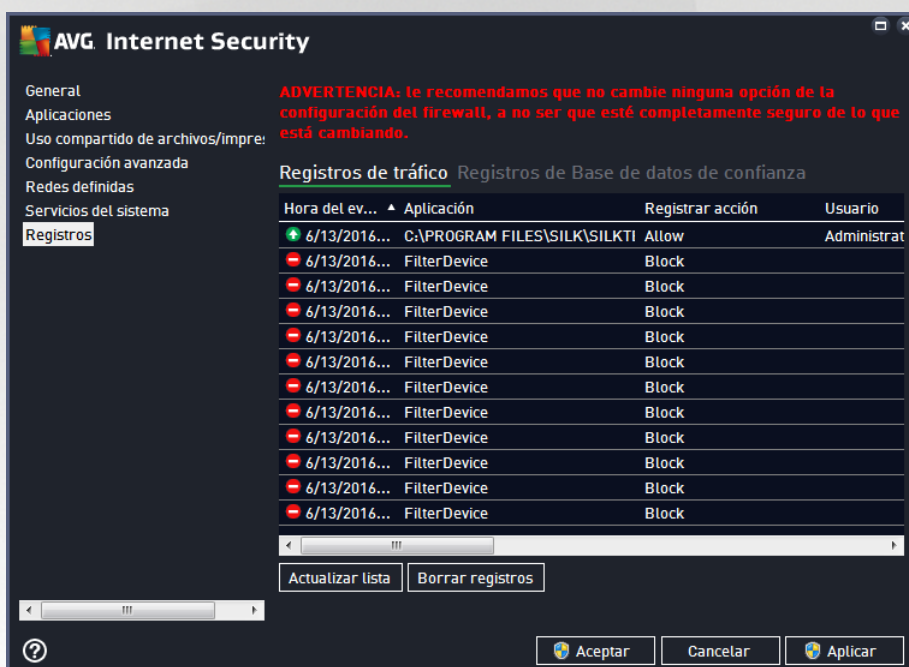 AVG Internet Security
General
Aplicaciones
Uso compartido de archivos/impres
Configuración avanzada
Redes definidas
Servicios del sistema
Registros
ADVERTENCIA: le recomendamos que no cambie ninguna opción de la
configuración del firewall, a no ser que esté completamente seguro de lo que
está cambiando.
Registros de tráfico Registros de Base de datos de confianza
Hora del ev... Aplicación Registrar acción Usuario
6/13/2016... C:\PROGRAM FILES\SILK\SILKTI Allow Administrat
6/13/2016... FilterDevice Block
6/13/2016... FilterDevice Block
6/13/2016... FilterDevice Block
6/13/2016... FilterDevice Block
6/13/2016... FilterDevice Block
6/13/2016... FilterDevice Block
6/13/2016... FilterDevice Block
6/13/2016... FilterDevice Block
6/13/2016... FilterDevice Block
6/13/2016... FilterDevice Block
6/13/2016... FilterDevice Block
Actualizar lista Borrar registros
Aceptar Cancelar Aplicar